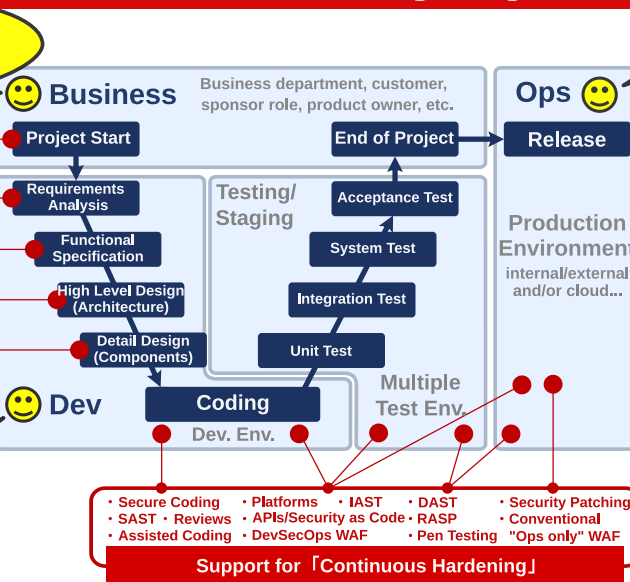 Business
Business department, customer,
sponsor role, product owner, etc.
Ops
Project Start
End of Project
Release
Requirements
Analysis
Functional
Specification
High Level Design
(Architecture)
Detail Design
(Components)
Testing/
Staging
Acceptance Test
System Test
Integration Test
Unit Test
Production
Environment
internal/external
and/or cloud...
Dev
Coding
Dev. Env.
Multiple
Test Env.
・Secure Coding
・SAST・Reviews
・Assisted Coding
・Platforms ・IAST
・APIs/Security as Code
・DevSecOps WAF
・DAST
・RASP
・Pen Testing
・Security Patching
・Conventional
"Ops only" WAF
Support for「Continuous Hardening」